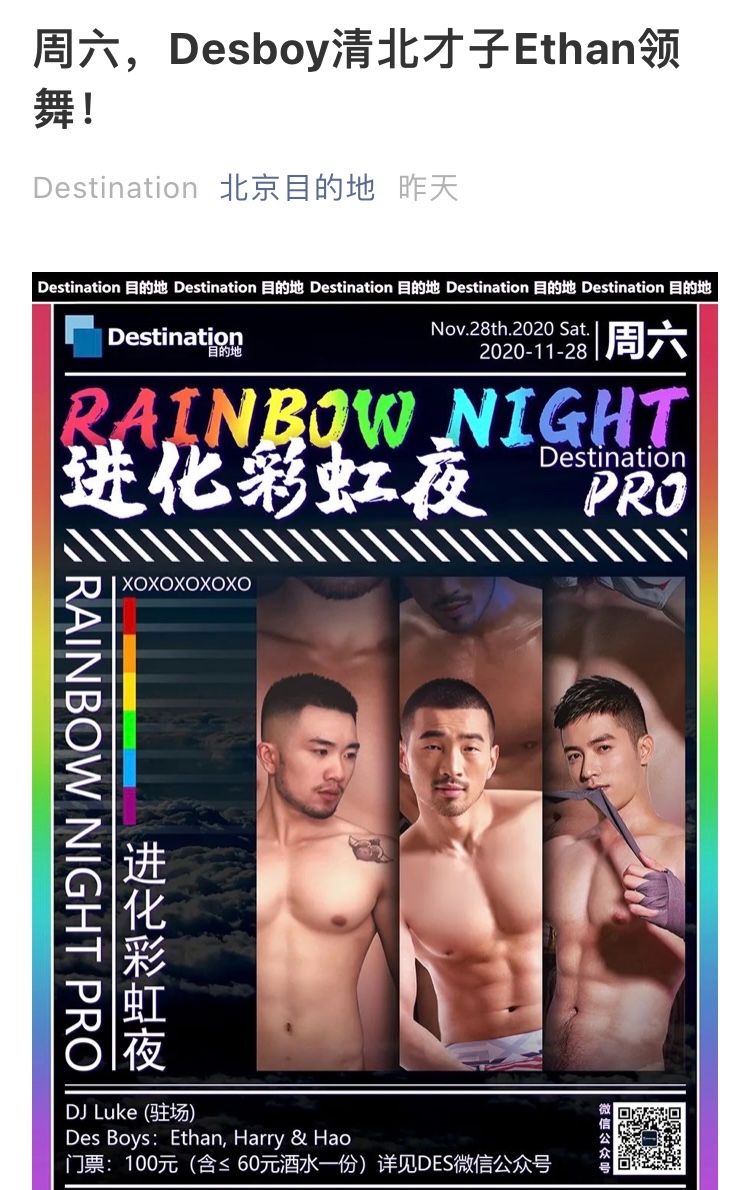 周六，Desboy清北才子Ethan领
舞！
Destination 北京目的地 昨天
Destination 目的地 Destination 目的地 Destination 目的地 Destination 目的地 Destination 目的地
Destination
目的地
Nov.28th.2020 Sat.
2020-11-28
周六
RAINBOW NIGHT
进化彩虹夜
Destination
PRO
RAINBOW NIGHT PRO
XOXOXOXOXO
进化彩虹夜
DJ Luke (驻场)
Des Boys：Ethan, Harry & Hao
门票：100元（含≤ 60元酒水一份）详见DES微信公众号
微信公众号